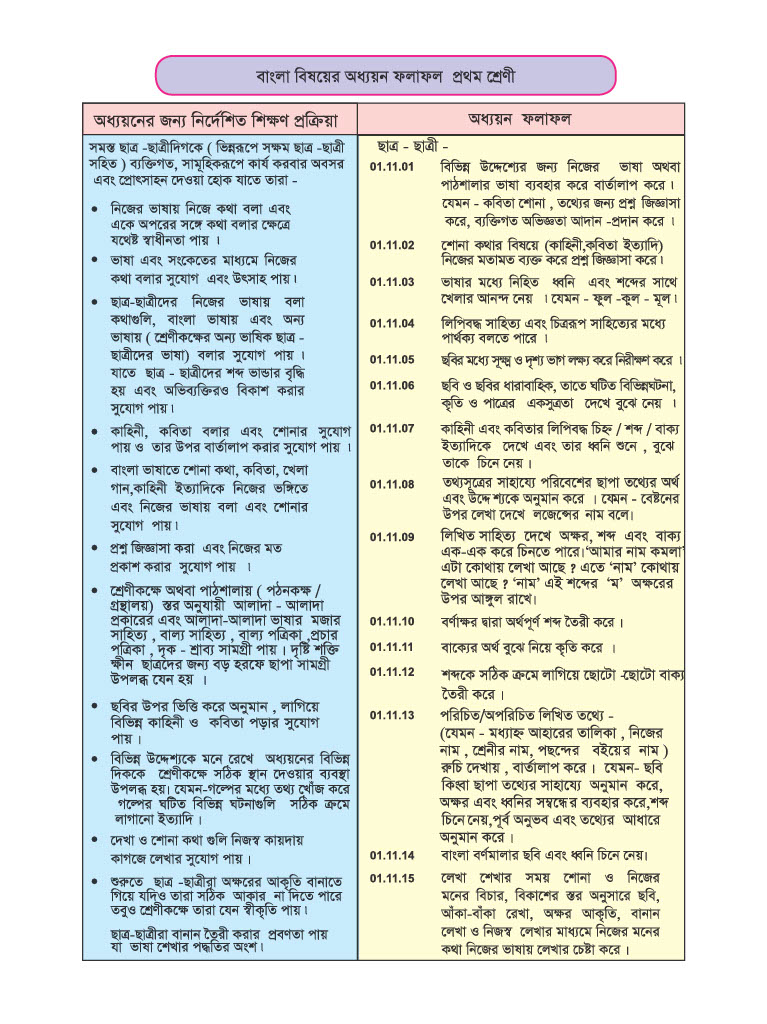 বাংলা বিষয়ের অধ্যয়ন ফলাফল প্রথম শ্রেণী
অধ্যয়নের জন্য নির্দেশিত শিক্ষণ প্রক্রিয়া
সমস্ত ছাত্র -ছাত্রীদিগকে ( ভিন্নরূপে সক্ষম ছাত্র -ছাত্রী
সহিত ) ব্যক্তিগত, সামূহিকরূপে কার্য করবার অবসর
এবং প্রোৎসাহন দেওয়া হোক যাতে তারা -
• নিজের ভাষায় নিজে কথা বলা এবং
একে অপরের সঙ্গে কথা বলার ক্ষেত্রে
যথেষ্ট স্বাধীনতা পায় ।
• ভাষা এবং সংকেতের মাধ্যমে নিজের
কথা বলার সুযোগ এবং উৎসাহ পায়।
• ছাত্র-ছাত্রীদের নিজের ভাষায় বলা
কথাগুলি, বাংলা ভাষায় এবং অন্য
ভাষায় ( শ্রেণীকক্ষের অন্য ভাষিক ছাত্র -
ছাত্রীদের ভাষা) বলার সুযোগ পায় ।
যাতে ছাত্র - ছাত্রীদের শব্দ ভান্ডার বৃদ্ধি
হয় এবং অভিব্যক্তিরও বিকাশ করার
সুযোগ পায়।
• কাহিনী, কবিতা বলার এবং শোনার সুযোগ
পায় ও তার উপর বার্তালাপ করার সুযোগ পায় ।
• বাংলা ভাষাতে শোনা কথা, কবিতা, খেলা
গান,কাহিনী ইত্যাদিকে নিজের ভঙ্গিতে
এবং নিজের ভাষায় বলা এবং শোনার
সুযোগ পায়।
• প্রশ্ন জিজ্ঞাসা করা এবং নিজের মত
প্রকাশ করার সুযোগ পায় ।
• শ্রেণীকক্ষে অথবা পাঠশালায় ( পঠনকক্ষ /
গ্রন্থালয়) স্তর অনুযায়ী আলাদা - আলাদা
প্রকারের এবং আলাদা-আলাদা ভাষার মজার
সাহিত্য , বাল্য সাহিত্য , বাল্য পত্রিকা ,প্রচার
পত্রিকা , দৃক - শ্রাব্য সামগ্রী পায় । দৃষ্টি শক্তি
ক্ষীন ছাত্রদের জন্য বড় হরফে ছাপা সামগ্রী
উপলব্ধ যেন হয় ।
• ছবির উপর ভিত্তি করে অনুমান , লাগিয়ে
বিভিন্ন কাহিনী ও কবিতা পড়ার সুযোগ
পায় ।
• বিভিন্ন উদ্দেশ্যকে মনে রেখে অধ্যয়নের বিভিন্ন
দিককে শ্রেণীকক্ষে সঠিক স্থান দেওয়ার ব্যবস্থা
উপলব্ধ হয়। যেমন-গল্পের মধ্যে তথ্য খোঁজ করে
গল্পের ঘটিত বিভিন্ন ঘটনাগুলি সঠিক ক্রমে
লাগানো ইত্যাদি ।
• দেখা ও শোনা কথা গুলি নিজস্ব কায়দায়
কাগজে লেখার সুযোগ পায় ।
• শুরুতে ছাত্র -ছাত্রীরা অক্ষরের আকৃতি বানাতে
গিয়ে যদিও তারা সঠিক আকার না দিতে পারে
তবুও শ্রেণীকক্ষে তারা যেন স্বীকৃতি পায়।
ছাত্র-ছাত্রীরা বানান তৈরী করার প্রবণতা পায়
যা ভাষা শেখার পদ্ধতির অংশ।
অধ্যয়ন ফলাফল
ছাত্র - ছাত্রী -
01.11.01 বিভিন্ন উদ্দেশ্যের জন্য নিজের ভাষা অথবা
পাঠশালার ভাষা ব্যবহার করে বার্তালাপ করে ।
যেমন - কবিতা শোনা , তথ্যের জন্য প্রশ্ন জিজ্ঞাসা
করে, ব্যক্তিগত অভিজ্ঞতা আদান -প্রদান করে ।
01.11.02 শোনা কথার বিষয়ে (কাহিনী,কবিতা ইত্যাদি)
নিজের মতামত ব্যক্ত করে প্রশ্ন জিজ্ঞাসা করে।
01.11.03 ভাষার মধ্যে নিহিত ধ্বনি এবং শব্দের সাথে
খেলার আনন্দ নেয় । যেমন - ফুল -কুল - মূল।
01.11.04 লিপিবদ্ধ সাহিত্য এবং চিত্ররূপ সাহিত্যের মধ্যে
পার্থক্য বলতে পারে ।
01.11.05 ছবির মধ্যে সূক্ষ্ম ও দৃশ্য ভাগ লক্ষ্য করে নিরীক্ষণ করে ।
01.11.06 ছবি ও ছবির ধারাবাহিক, তাতে ঘটিত বিভিন্নঘটনা,
কৃতি ও পাত্রের একসুত্রতা দেখে বুঝে নেয় ।
01.11.07 কাহিনী এবং কবিতার লিপিবদ্ধ চিহ্ন / শব্দ / বাক্য
ইত্যাদিকে দেখে এবং তার ধ্বনি শুনে , বুঝে
তাকে চিনে নেয় ।
01.11.08 তথ্যসূত্রের সাহায্যে পরিবেশের ছাপা তথ্যের অর্থ
এবং উদ্দেশ্যকে অনুমান করে । যেমন - বেষ্টনের
উপর লেখা দেখে লজেন্সের নাম বলে।
01.11.09 লিখিত সাহিত্য দেখে অক্ষর, শব্দ এবং বাক্য
এক-এক করে চিনতে পারে।‘আমার নাম কমলা’
এটা কোথায় লেখা আছে ? এতে ‘নাম’ কোথায়
লেখা আছে ? ‘নাম’ এই শব্দের ‘ম’ অক্ষরের
উপর আঙ্গুল রাখে।
01.11.10 বর্ণাক্ষর দ্বারা অর্থপূর্ণ শব্দ তৈরী করে ।
01.11.11 বাক্যের অর্থ বুঝে নিয়ে কৃতি করে ।
01.11.12 শব্দকে সঠিক ক্রমে লাগিয়ে ছোটো -ছোটো বাক্য
তৈরী করে ।
01.11.13 পরিচিত/অপরিচিত লিখিত তথ্যে -
(যেমন - মধ্যাহ্ন আহারের তালিকা , নিজের
নাম , শ্রেনীর নাম, পছন্দের বইয়ের নাম )
রুচি দেখায় , বার্তালাপ করে । যেমন- ছবি
কিংবা ছাপা তথ্যের সাহায্যে অনুমান করে,
অক্ষর এবং ধ্বনির সম্বন্ধের ব্যবহার করে,শব্দ
চিনে নেয়,পূর্ব অনুভব এবং তথ্যের আধারে
অনুমান করে ।
01.11.14 বাংলা বর্ণমালার ছবি এবং ধ্বনি চিনে নেয়।
01.11.15 লেখা শেখার সময় শোনা ও নিজের
মনের বিচার, বিকাশের স্তর অনুসারে ছবি,
আঁকা-বাঁকা রেখা, অক্ষর আকৃতি, বানান
লেখা ও নিজস্ব লেখার মাধ্যমে নিজের মনের
কথা নিজের ভাষায় লেখার চেষ্টা করে ।